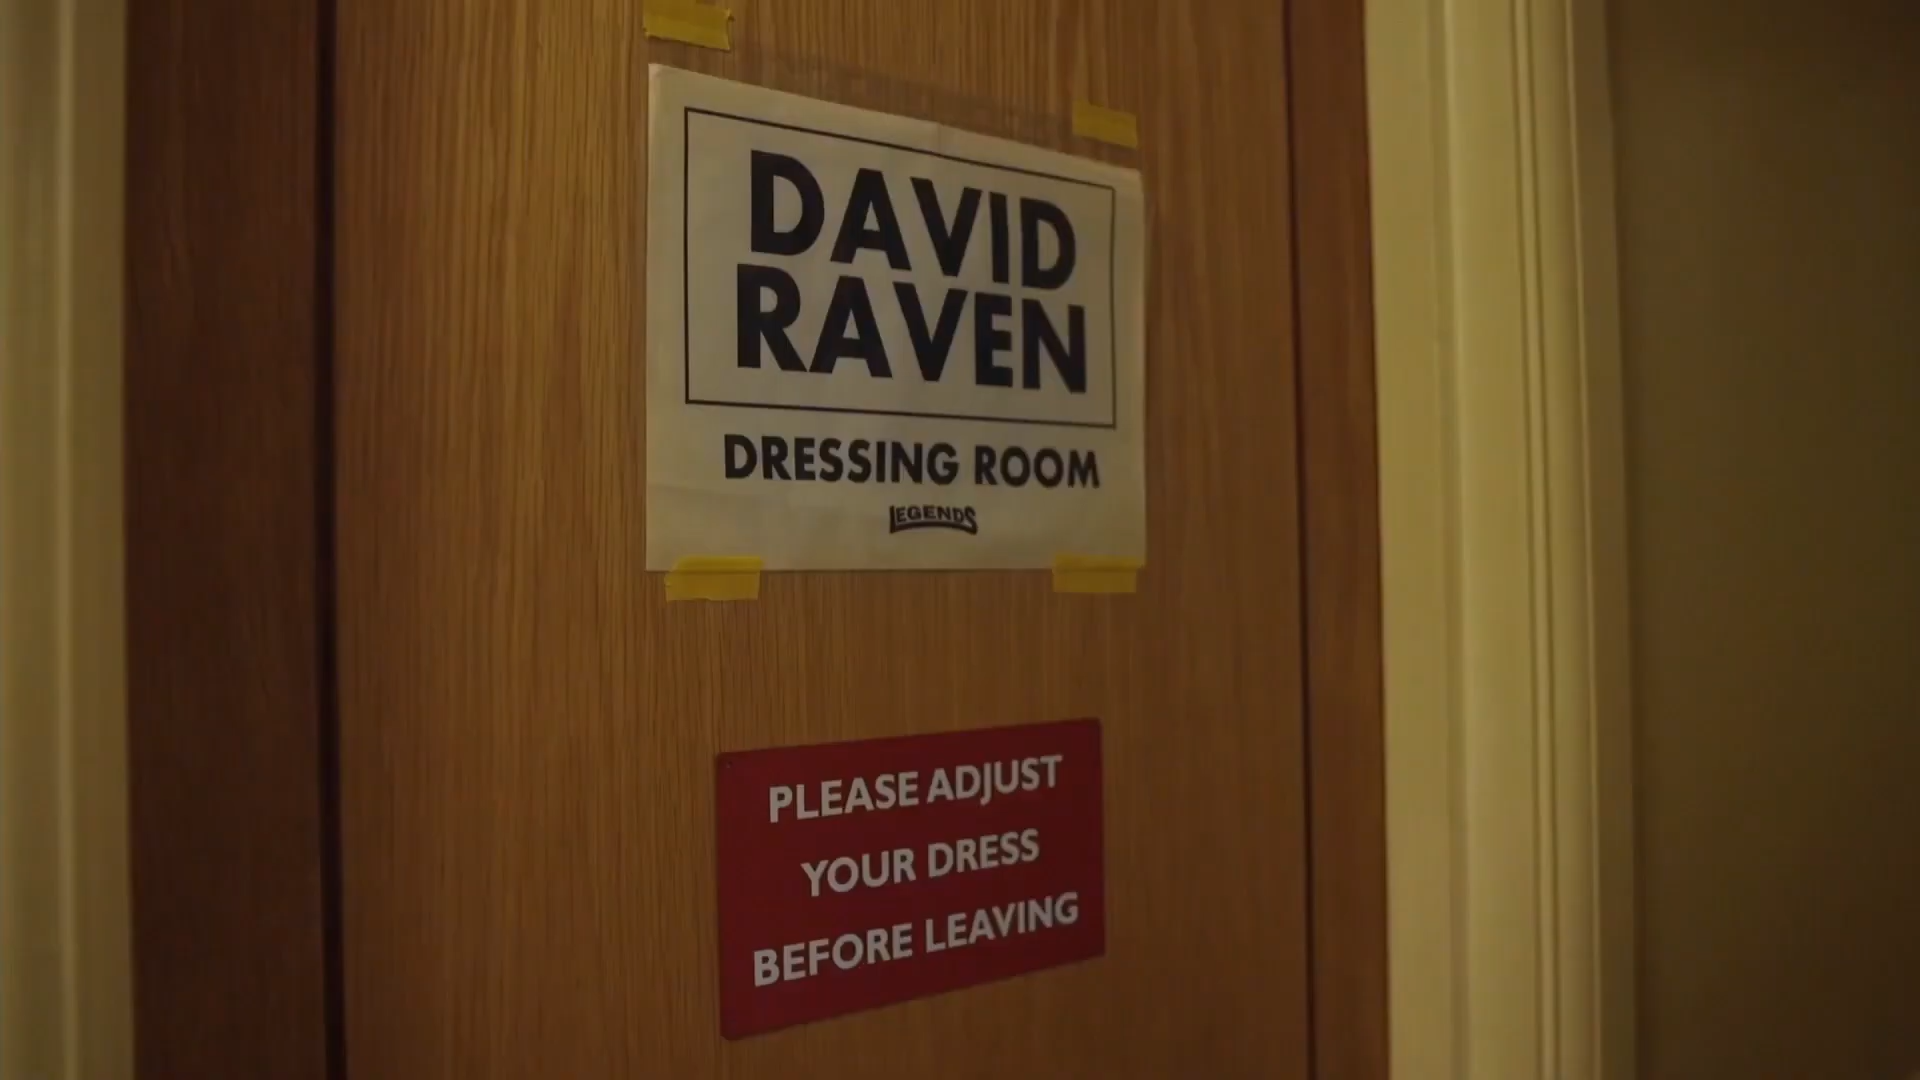 DAVID
RAVEN
DRESSING ROOM
LEGENDS
PLEASE ADJUST
YOUR DRESS
BEFORE LEAVING